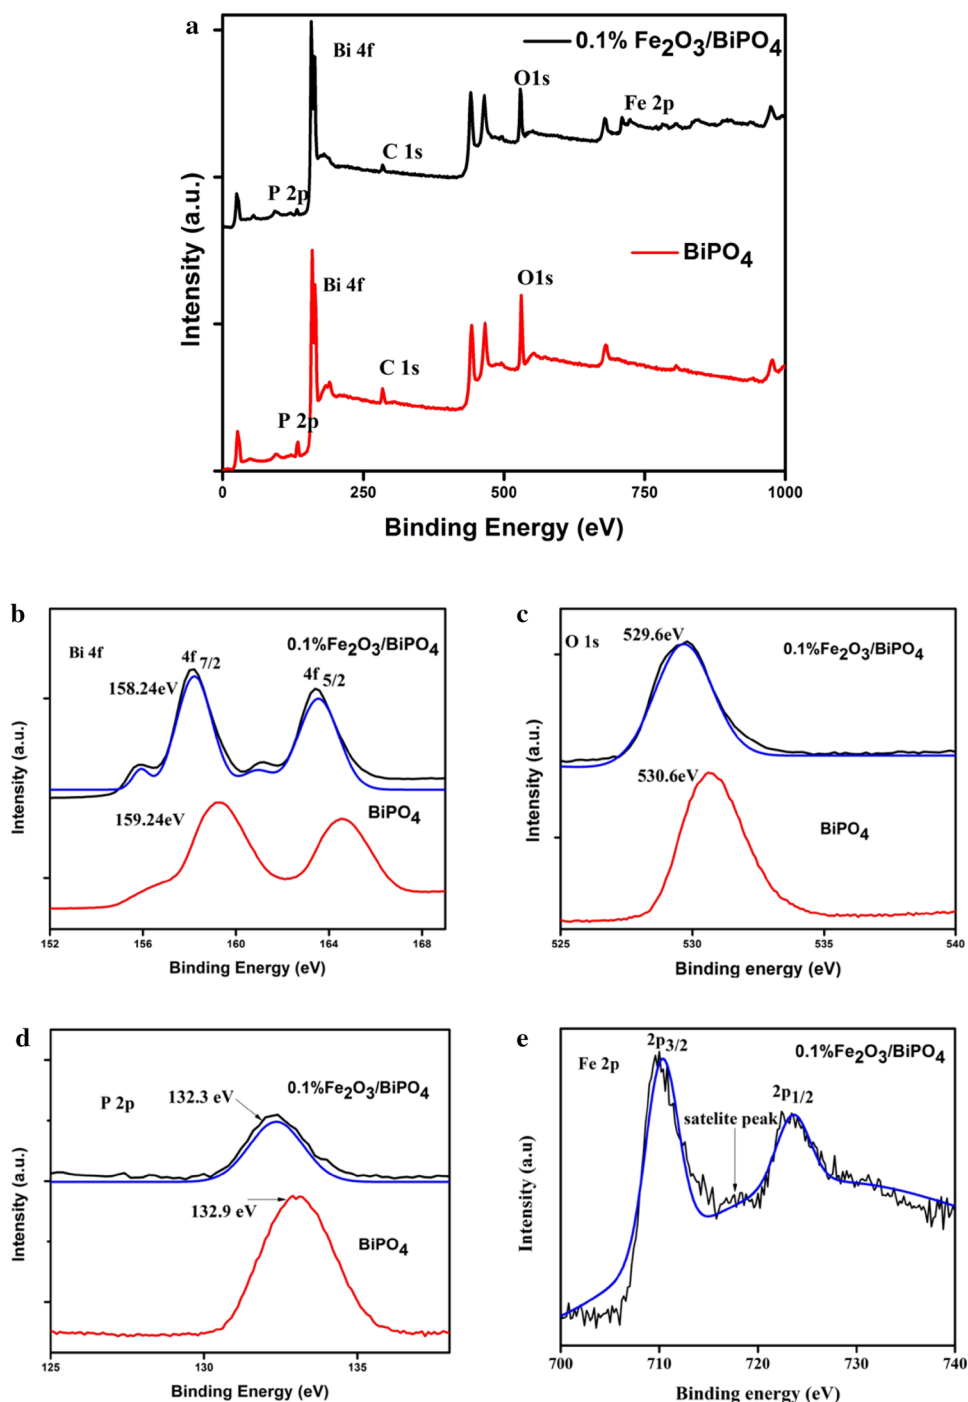 a
0.1% Fe₂O₃/BiPO₄
Bi 4f
O1s
Fe 2p
C 1s
P 2p
BiPO₄
Bi 4f
O1s
C 1s
P 2p
Intensity (a.u.)
0 250 500 750 1000
Binding Energy (eV)
b
Bi 4f
0.1%Fe₂O₃/BiPO₄
4f 7/2
4f 5/2
158.24eV
BiPO₄
159.24eV
Intensity (a.u.)
152 156 160 164 168
Binding Energy (eV)
c
O 1s
529.6eV
0.1%Fe₂O₃/BiPO₄
530.6eV
BiPO₄
Intensity (a.u.)
525 530 535 540
Binding energy (eV)
d
P 2p
132.3 eV
0.1%Fe₂O₃/BiPO₄
132.9 eV
BiPO₄
Intensity (a.u.)
125 130 135
Binding Energy (eV)
e
Fe 2p
2p3/2
0.1%Fe₂O₃/BiPO₄
2p1/2
satelite peak
Intensity (a.u)
700 710 720 730 740
Binding energy (eV)